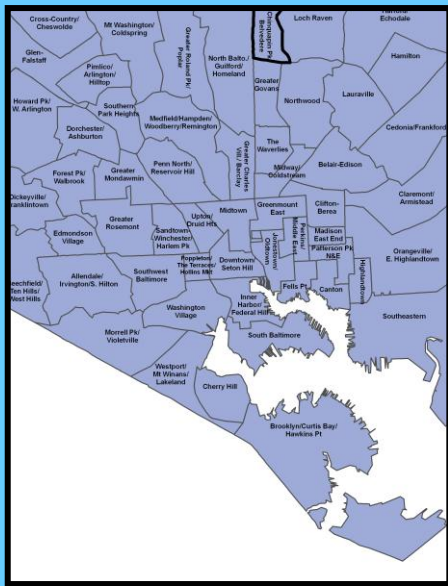 Cross-Country/
Cheswolde
Mt Washington/
Coldspring
Greater Roland Pk/
Poplar
North Balto./
Guilford/
Homeland
Chinquapin Pk/
Belvedere
Loch Raven
Echodale
Glen-
Falstaff
Pimlico/
Arlington/
Hilltop
Greater
Govans
Hamilton
Howard Pk/
W. Arlington
Southern
Park Heights
Medfield/Hampden/
Woodberry/Remington
Northwood
Lauraville
Dorchester/
Ashburton
Greater Charles
Vill./ Barclay
The
Waverlies
Cedonia/Frankford
Forest Pk/
Walbrook
Greater
Mondawmin
Penn North/
Reservoir Hill
Midway/
Coldstream
Belair-Edison
Dickeyville/
Franklintown
Greater
Rosemont
Upton/
Druid Hts
Midtown
Greenmount
East
Clifton-
Berea
Claremont/
Armistead
Edmondson
Village
Sandtown-
Winchester/
Harlem Pk
Jonestown/
Oldtown
Perkins/
Middle East
Madison
East End
Patterson Pk
N&E
Orangeville/
E. Highlandtown
Beechfield/
Ten Hills/
West Hills
Allendale/
Irvington/S. Hilton
Southwest
Baltimore
Poppleton/
The Terraces/
Hollins Mkt
Downtown/
Seton Hill
Highlandtown
Fells Pt
Canton
Washington
Village
Inner
Harbor/
Federal Hill
Southeastern
Morrell Pk/
Violetville
South Baltimore
Westport/
Mt Winans/
Lakeland
Cherry Hill
Brooklyn/Curtis Bay/
Hawkins Pt